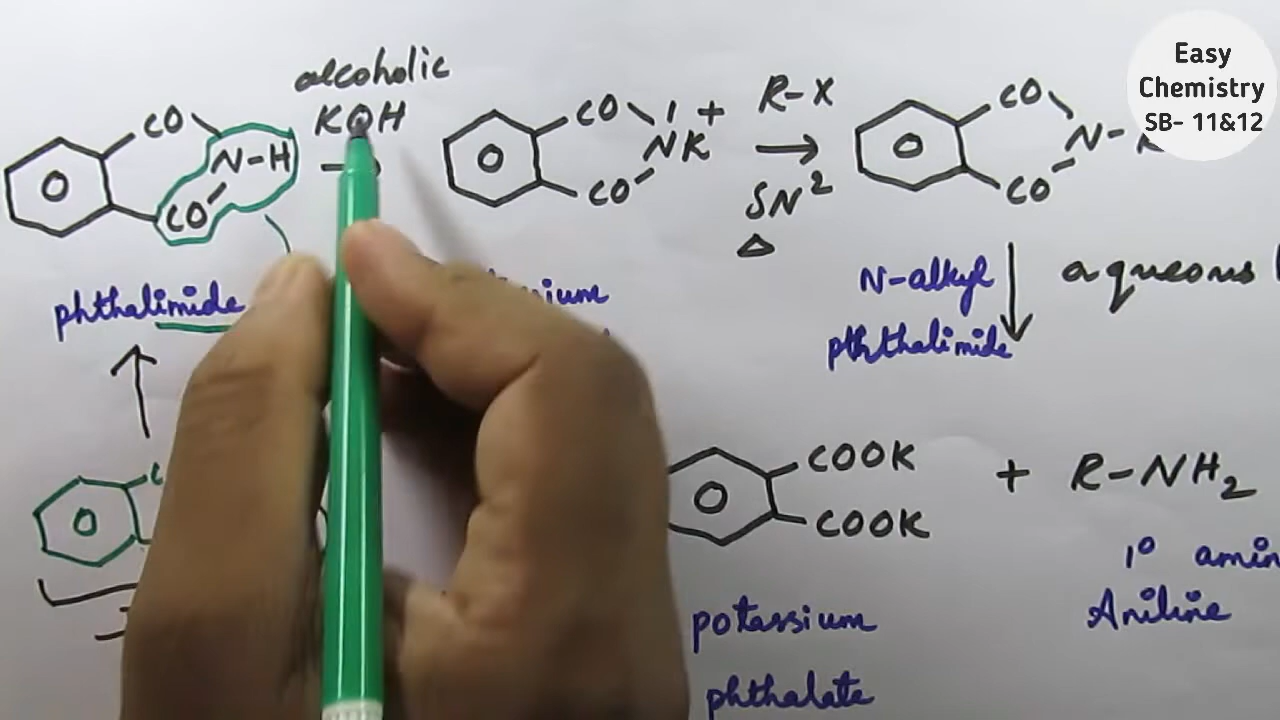 Easy
Chemistry
SB- 11&12
alcoholic
KOH
CO
N-H
CO
CO
NK
CO
+
R-X
SN2
Δ
CO
N-
CO
phthalimide
N-alkyl
phthalimide
aqueous
COOK
COOK
+
R-NH2
1° amin
Aniline
potassium
phthalate